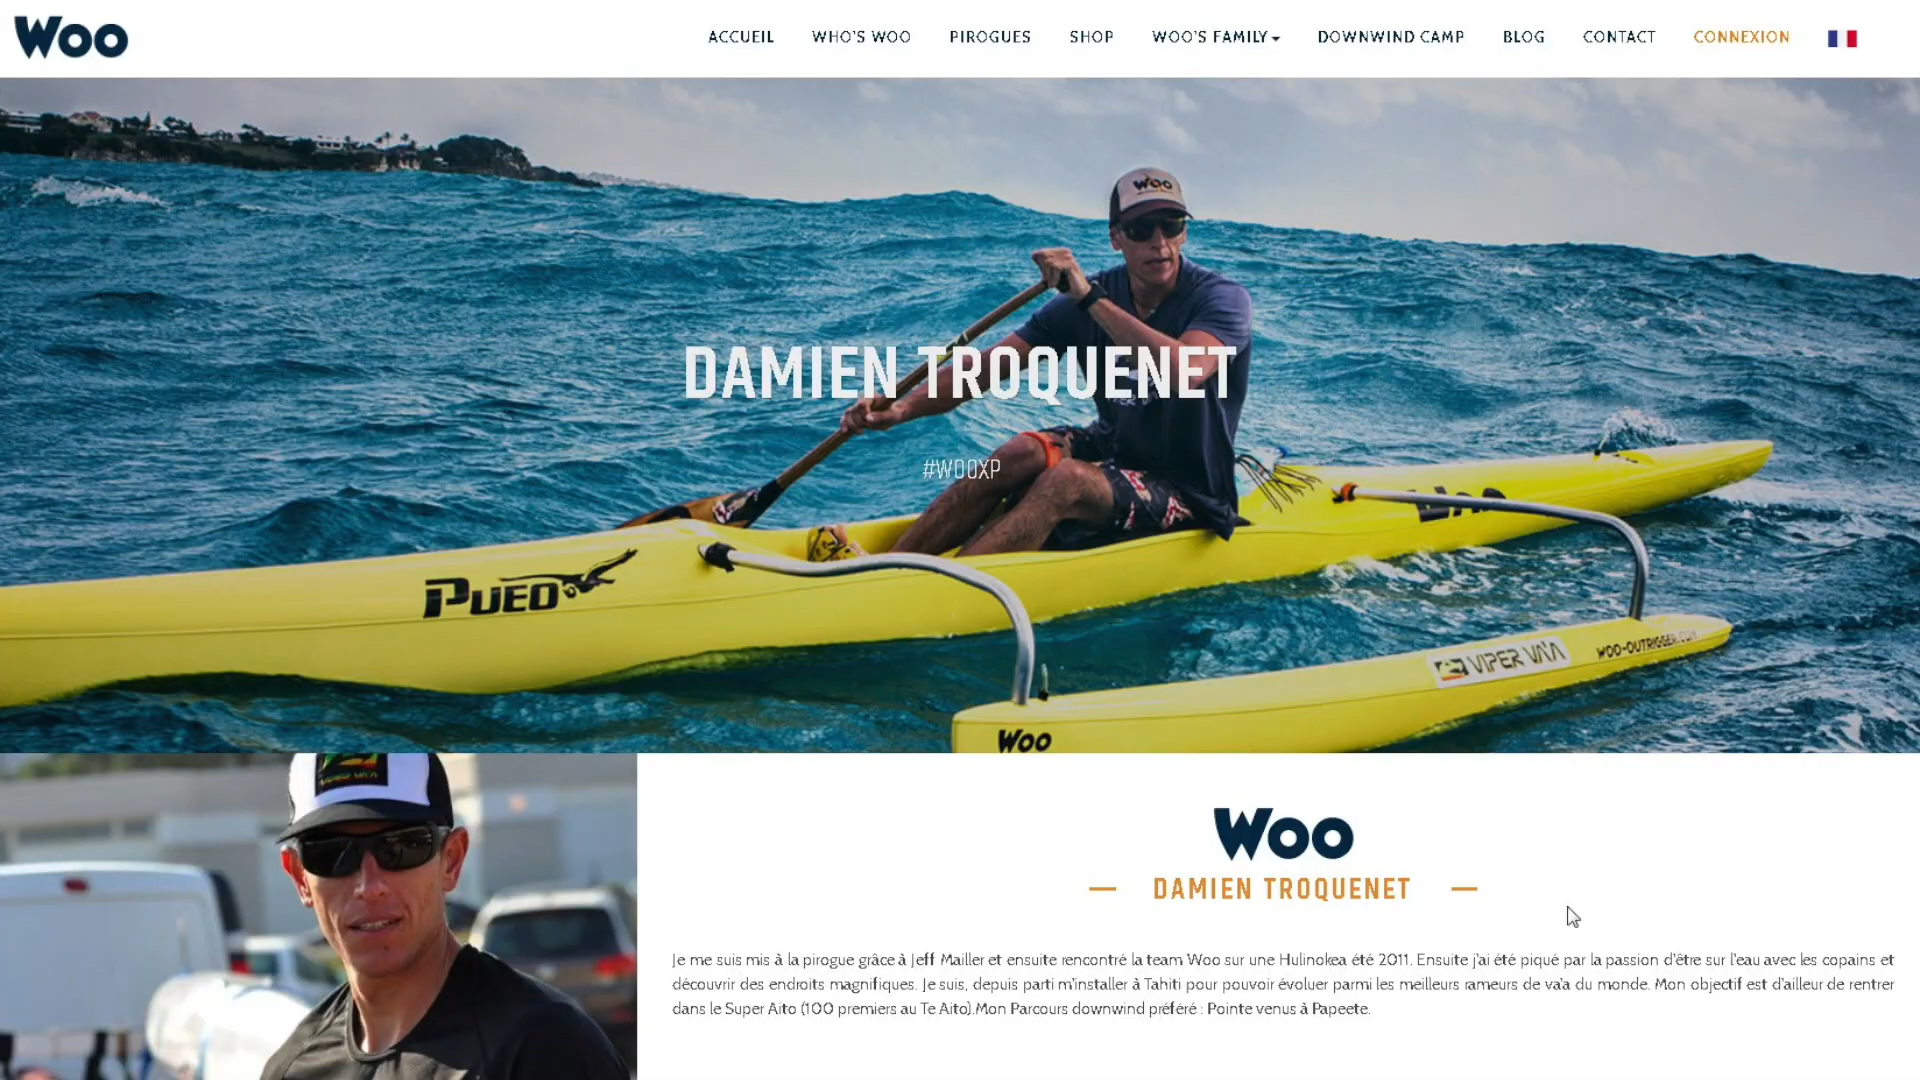 Woo
ACCUEIL WHO'S WOO PIROGUES SHOP WOO'S FAMILY DOWNWIND CAMP BLOG CONTACT CONNEXION
Woo
DAMIEN TROQUENET
#WOOXP
PUEO
VIPER VA'A
WOO-OUTRIGGER.COM
Woo
VIPER VA'A
Woo
DAMIEN TROQUENET
Je me suis mis à la pirogue grâce à Jeff Mailler et ensuite rencontré la team Woo sur une Hulinokea été 2011. Ensuite j'ai été piqué par la passion d'être sur l'eau avec les copains et
découvrir des endroits magnifiques. Je suis, depuis parti m'installer à Tahiti pour pouvoir évoluer parmi les meilleurs rameurs de va'a du monde. Mon objectif est d'ailleur de rentrer
dans le Super Aito (100 premiers au Te Aito).Mon Parcours downwind préféré : Pointe venus à Papeete.